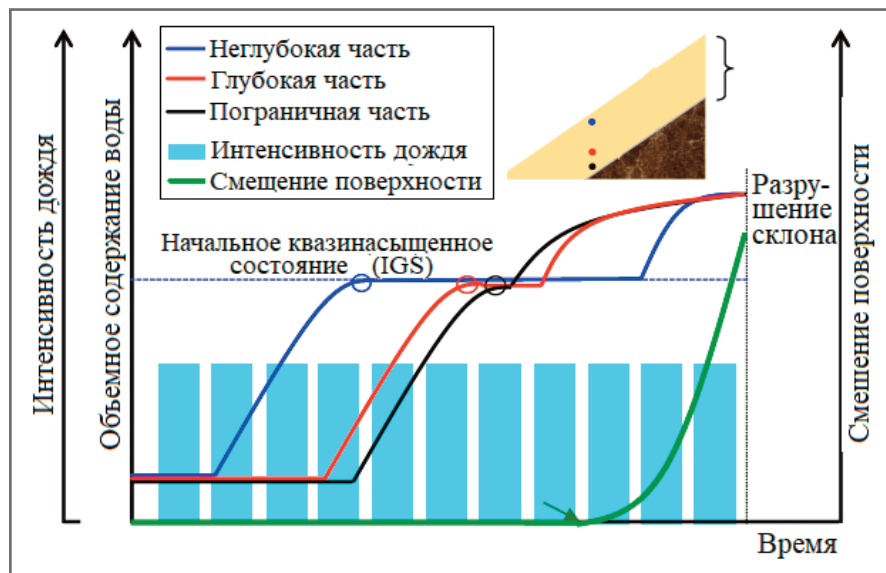 Интенсивность дождя
Объемное содержание воды
Неглубокая часть
Глубокая часть
Пограничная часть
Интенсивность дождя
Смещение поверхности
Начальное квазинасыщенное
состояние (IGS)
Разру-
шение
склона
Смешение поверхности
Время